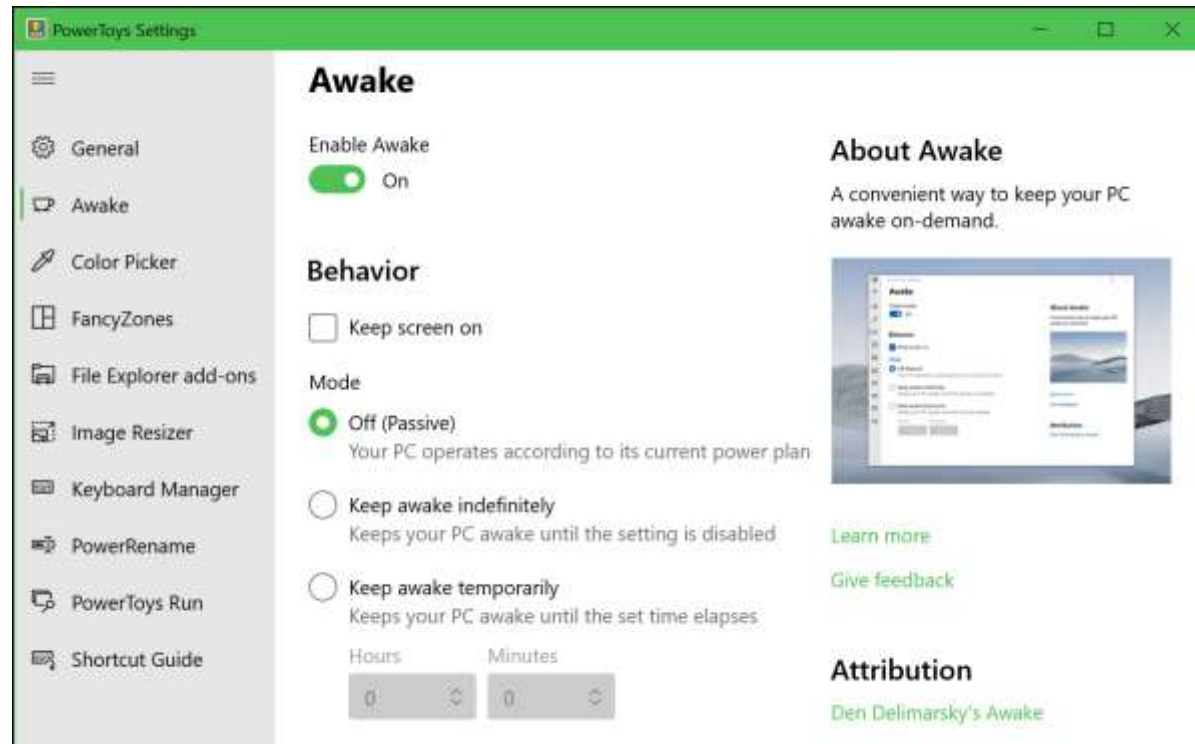 PowerToys Settings
Awake
General
Awake
Color Picker
FancyZones
File Explorer add-ons
Image Resizer
Keyboard Manager
PowerRename
PowerToys Run
Shortcut Guide
Enable Awake
On
Behavior
Keep screen on
Mode
Off (Passive)
Your PC operates according to its current power plan
Keep awake indefinitely
Keeps your PC awake until the setting is disabled
Keep awake temporarily
Keeps your PC awake until the set time elapses
Hours Minutes
0 0
About Awake
A convenient way to keep your PC
awake on-demand.
Awake
About Awake
Attribution
Learn more
Give feedback
Attribution
Den Delimarsky's Awake